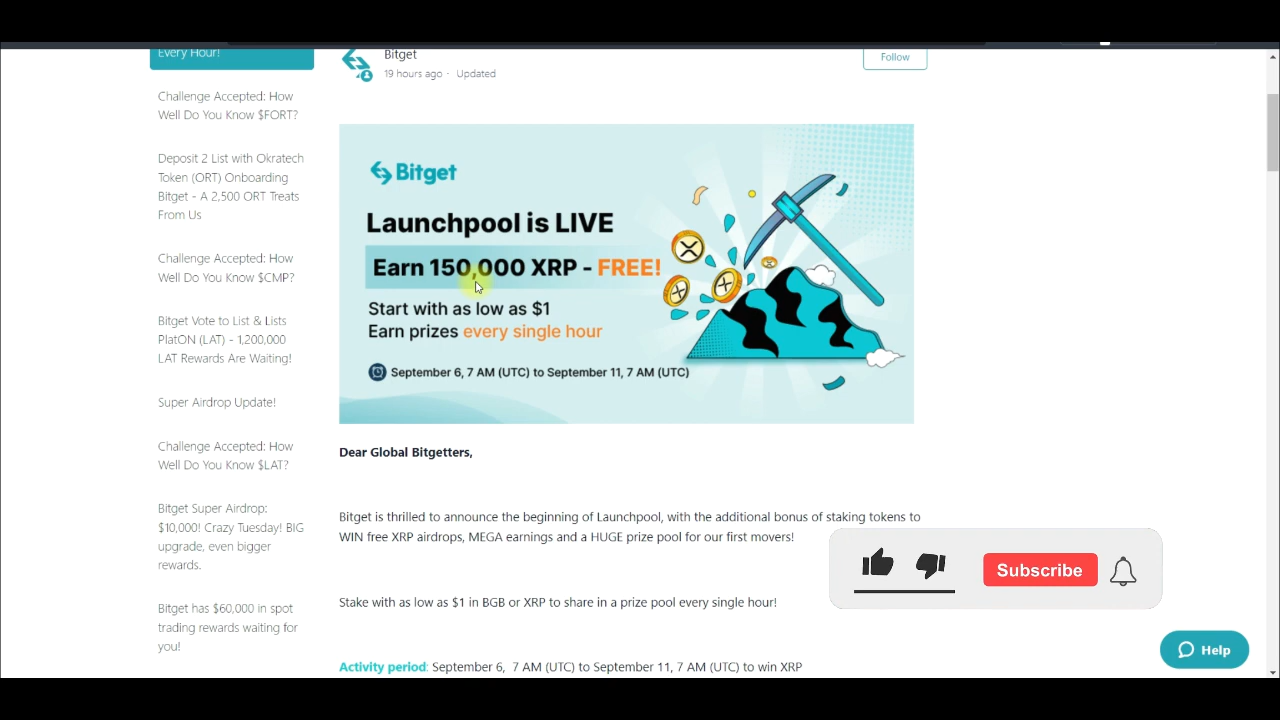 Every Hour!
Challenge Accepted: How
Well Do You Know $FORT?
Deposit 2 List with Okratech
Token (ORT) Onboarding
Bitget - A 2,500 ORT Treats
From Us
Challenge Accepted: How
Well Do You Know $CMP?
Bitget Vote to List & Lists
PlatON (LAT) - 1,200,000
LAT Rewards Are Waiting!
Super Airdrop Update!
Challenge Accepted: How
Well Do You Know $LAT?
Bitget Super Airdrop:
$10,000! Crazy Tuesday! BIG
upgrade, even bigger
rewards.
Bitget has $60,000 in spot
trading rewards waiting for
you!
Bitget
19 hours ago · Updated
Follow
Bitget
Launchpool is LIVE
Earn 150,000 XRP - FREE!
Start with as low as $1
Earn prizes every single hour
September 6, 7 AM (UTC) to September 11, 7 AM (UTC)
Dear Global Bitgetters,
Bitget is thrilled to announce the beginning of Launchpool, with the additional bonus of staking tokens to
WIN free XRP airdrops, MEGA earnings and a HUGE prize pool for our first movers!
Stake with as low as $1 in BGB or XRP to share in a prize pool every single hour!
Activity period: September 6, 7 AM (UTC) to September 11, 7 AM (UTC) to win XRP
Subscribe
Help